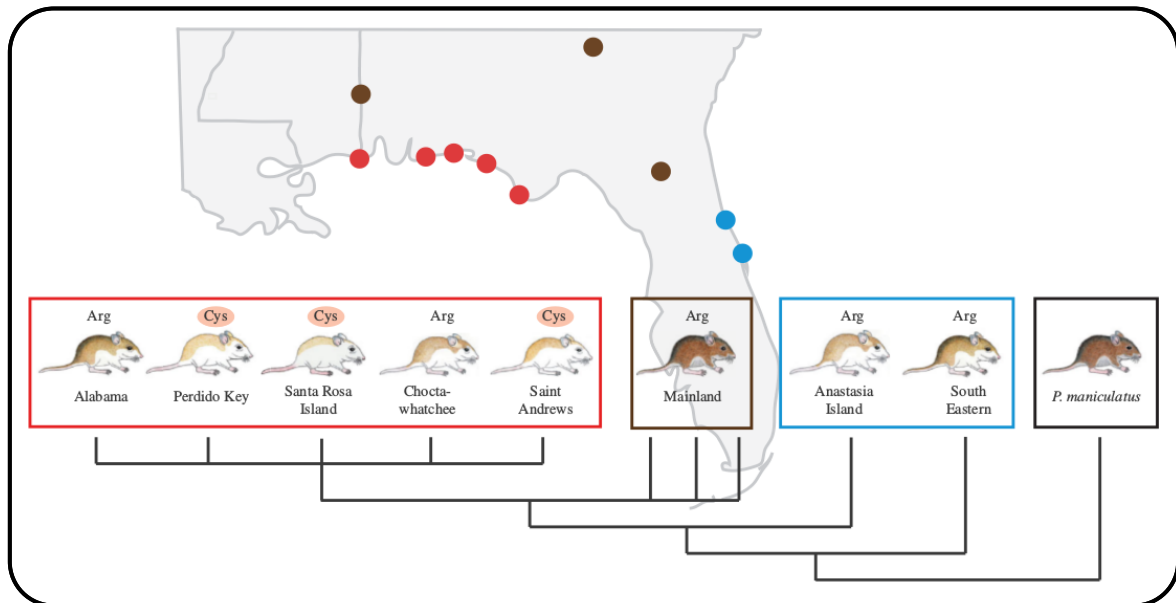 Arg
Cys
Cys
Arg
Cys
Arg
Arg
Arg
Alabama
Perdido Key
Santa Rosa
Island
Chocta-
whatchee
Saint
Andrews
Mainland
Anastasia
Island
South
Eastern
P. maniculatus